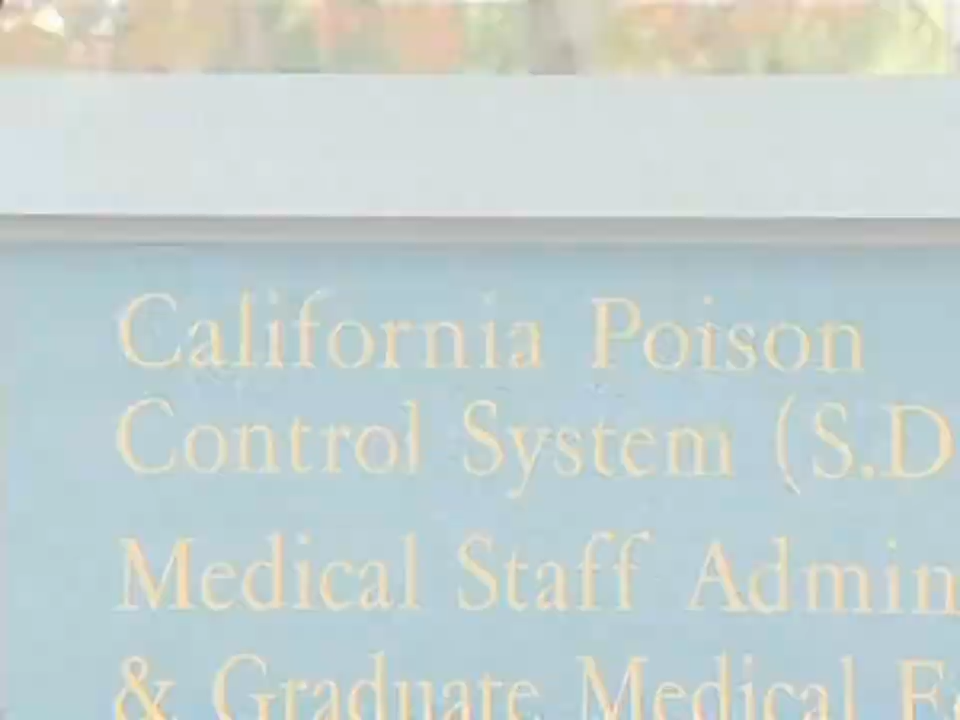 California Poison
Control System (S.D
Medical Staff Admin
& Graduate Medical